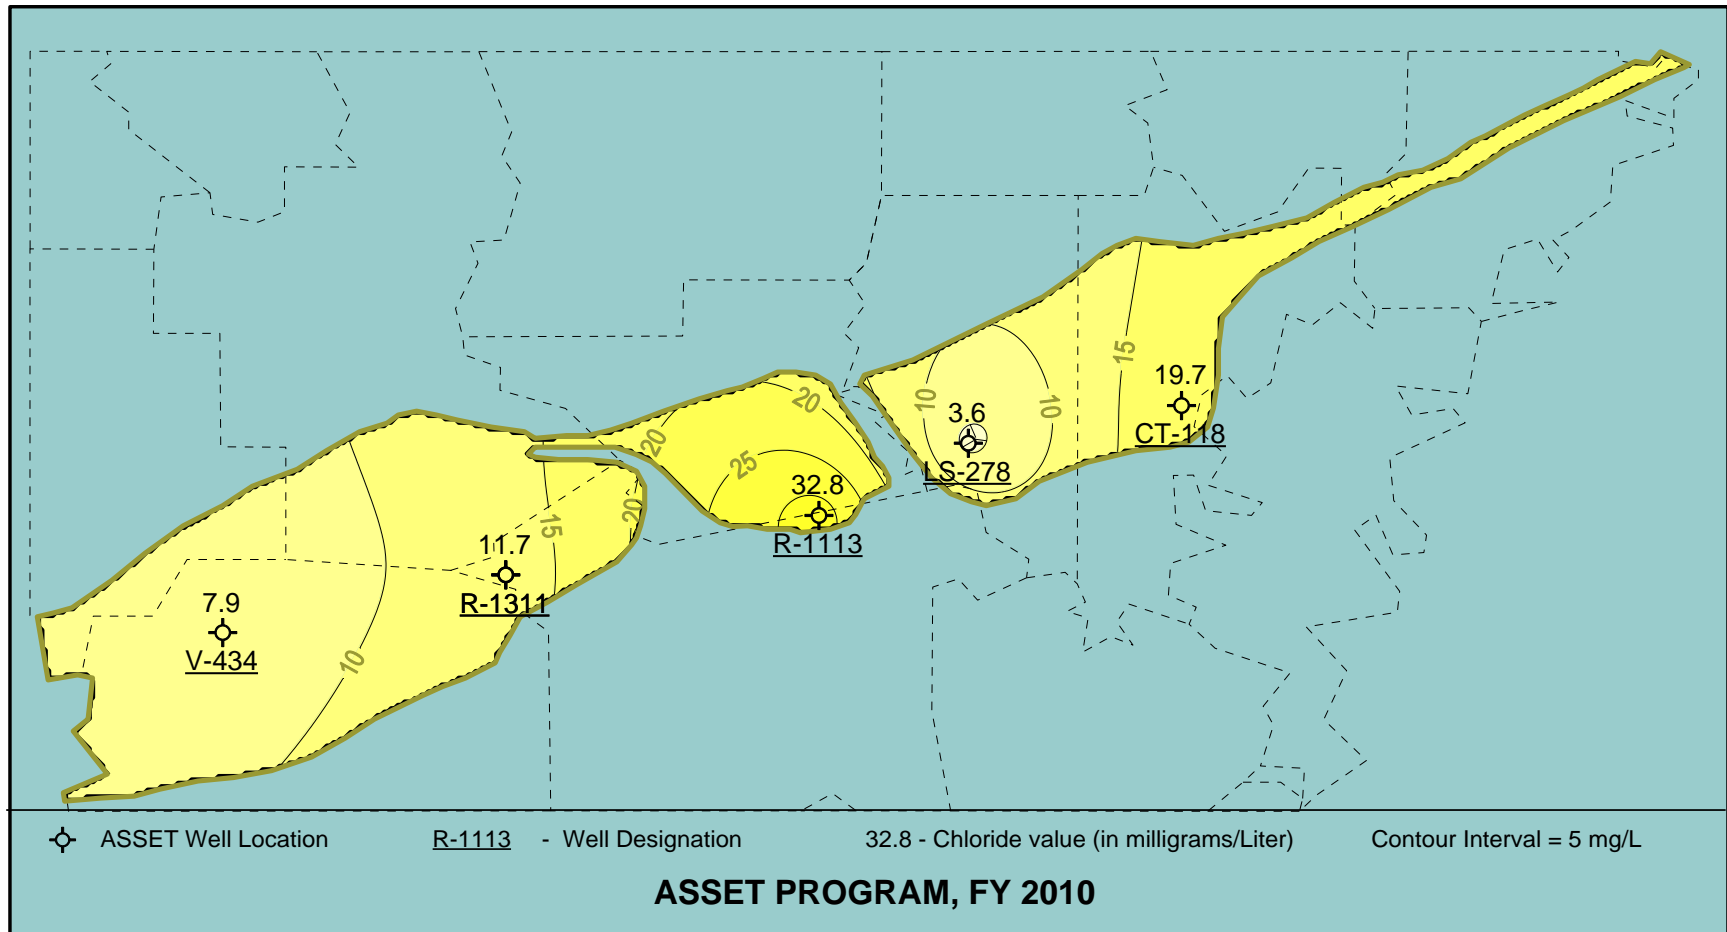 20
15
19.7
10
10
3.6
CT-118
20
25
LS-278
32.8
15
20
R-1113
11.7
R-1311
7.9
V-434
10
ASSET Well Location R-1113 - Well Designation 32.8 - Chloride value (in milligrams/Liter) Contour Interval = 5 mg/L
ASSET PROGRAM, FY 2010